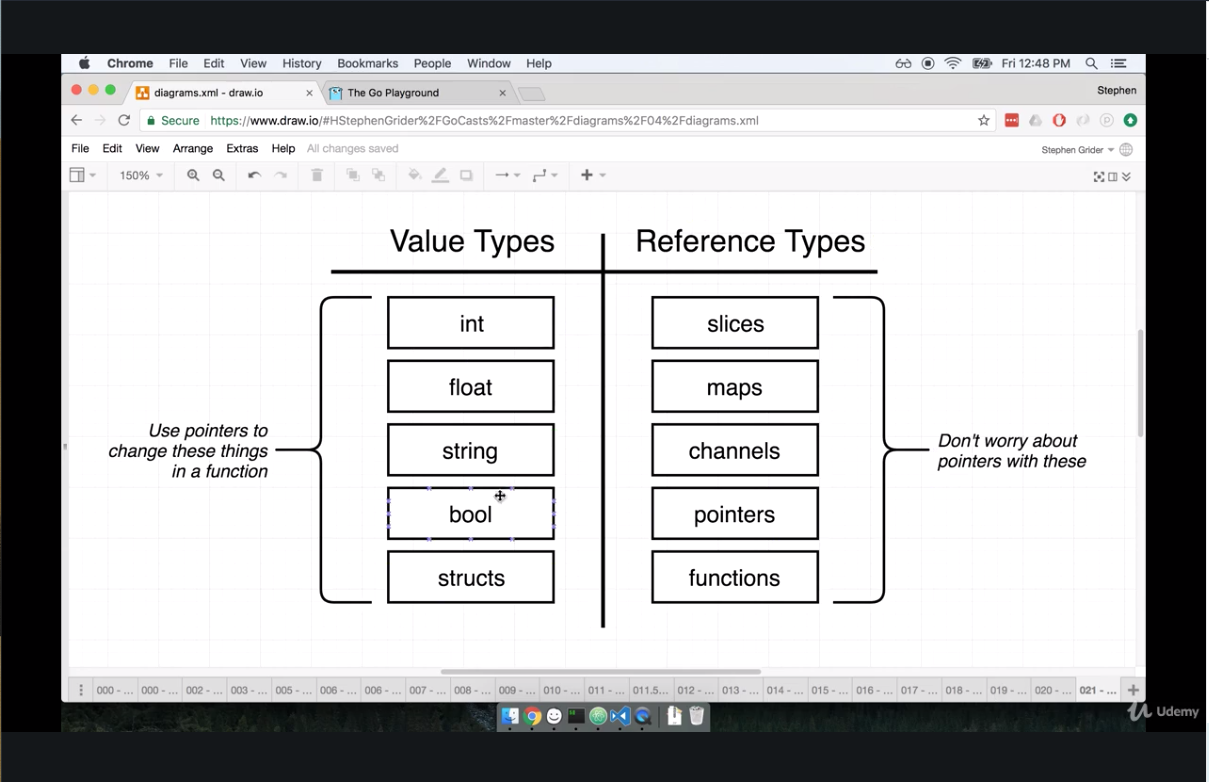 Chrome File Edit View History Bookmarks People Window Help Fri 12:48 PM
diagrams.xml - draw.io × The Go Playground × Stephen
Secure https://www.draw.io/#HStephenGrider%2FGoCasts%2Fmaster%2Fdiagrams%2F04%2Fdiagrams.xml
File Edit View Arrange Extras Help All changes saved Stephen Grider
150%
Value Types Reference Types
int slices
float maps
Use pointers to
change these things
in a function
string channels
Don't worry about
pointers with these
bool pointers
structs functions
000 - ... 000 - ... 002 - ... 003 - ... 005 - ... 006 - ... 006 - ... 007 - ... 008 - ... 009 - ... 010 - ... 011 - ... 011.5... 012 - ... 013 - ... 014 - ... 015 - ... 016 - ... 017 - ... 018 - ... 019 - ... 020 - ... 021 - ...
Udemy